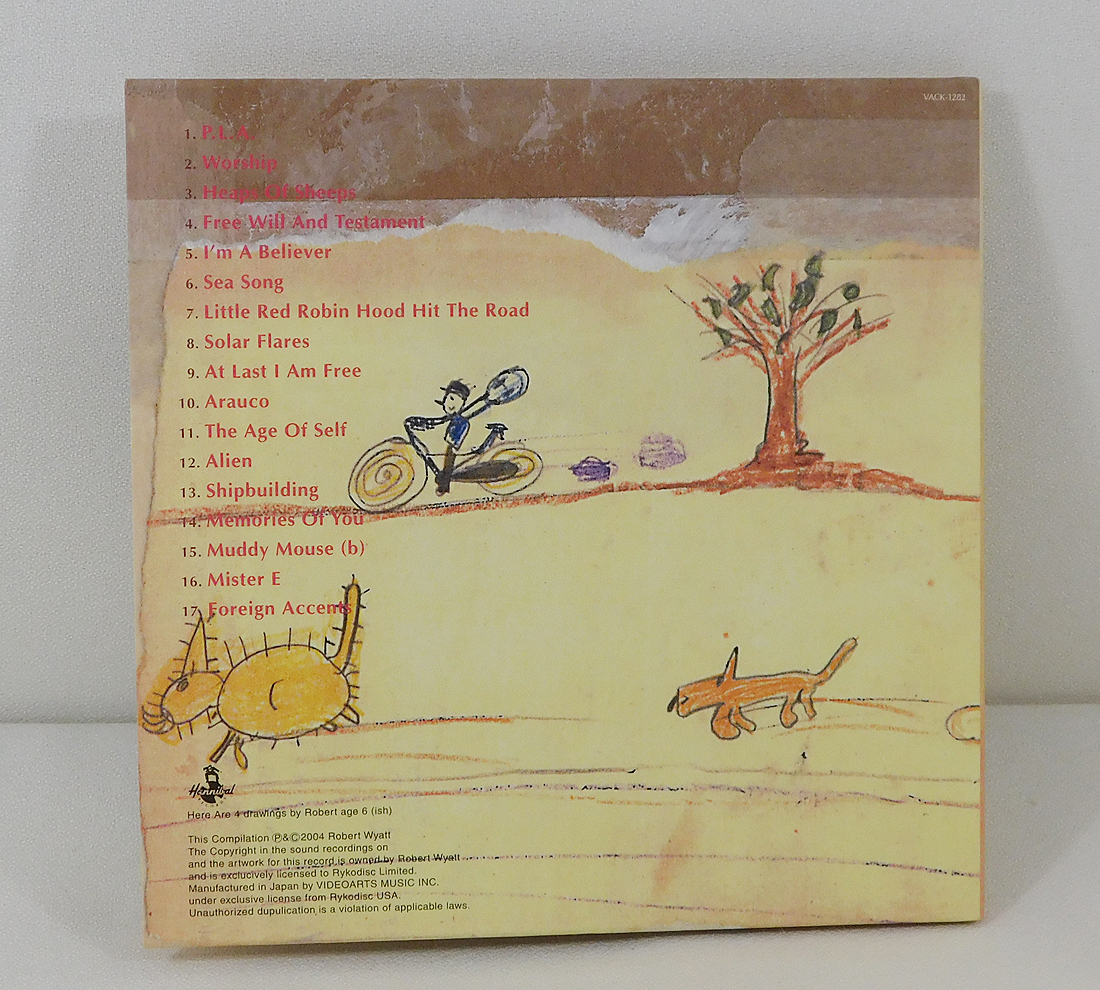 VACK-1283
1. P.L.A.
2. Worship
3. Heaps Of Sheeps
4. Free Will And Testament
5. I'm A Believer
6. Sea Song
7. Little Red Robin Hood Hit The Road
8. Solar Flares
9. At Last I Am Free
10. Arauco
11. The Age Of Self
12. Alien
13. Shipbuilding
14. Memories Of You
15. Muddy Mouse (b)
16. Mister E
17. Foreign Accents
Hannibal
Here Are 4 drawings by Robert age 6 (ish)
This Compilation ℗&©2004 Robert Wyatt
The Copyright in the sound recordings on
and the artwork for this record is owned by Robert Wyatt
and is exclucively licensed to Rykodisc Limited.
Manufactured in Japan by VIDEOARTS MUSIC INC.
under exclusive license from Rykodisc USA.
Unauthorized dupulication is a violation of applicable laws.